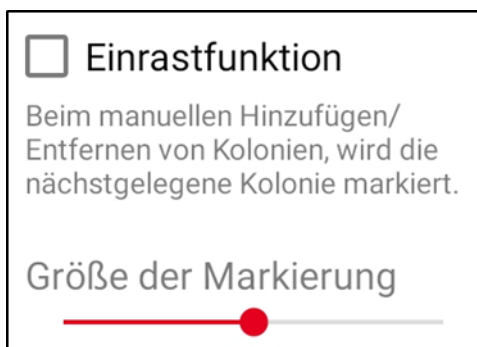 Einrastfunktion
Beim manuellen Hinzufügen/
Entfernen von Kolonien, wird die
nächstgelegene Kolonie markiert.
Größe der Markierung